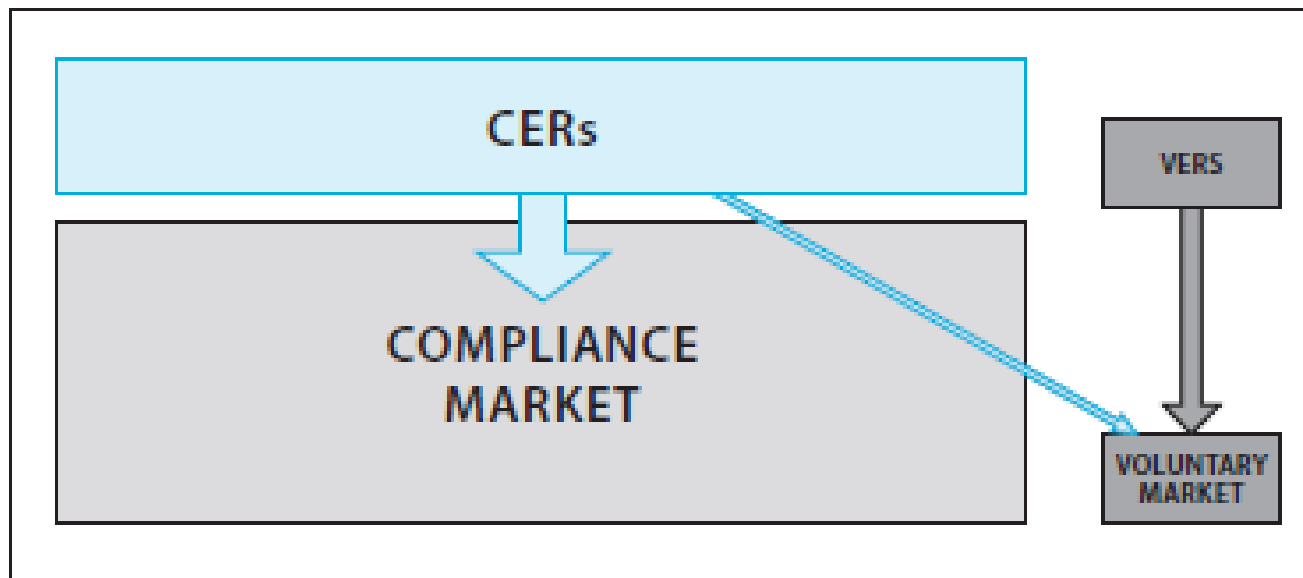 CERs
VERS
COMPLIANCE
MARKET
VOLUNTARY
MARKET